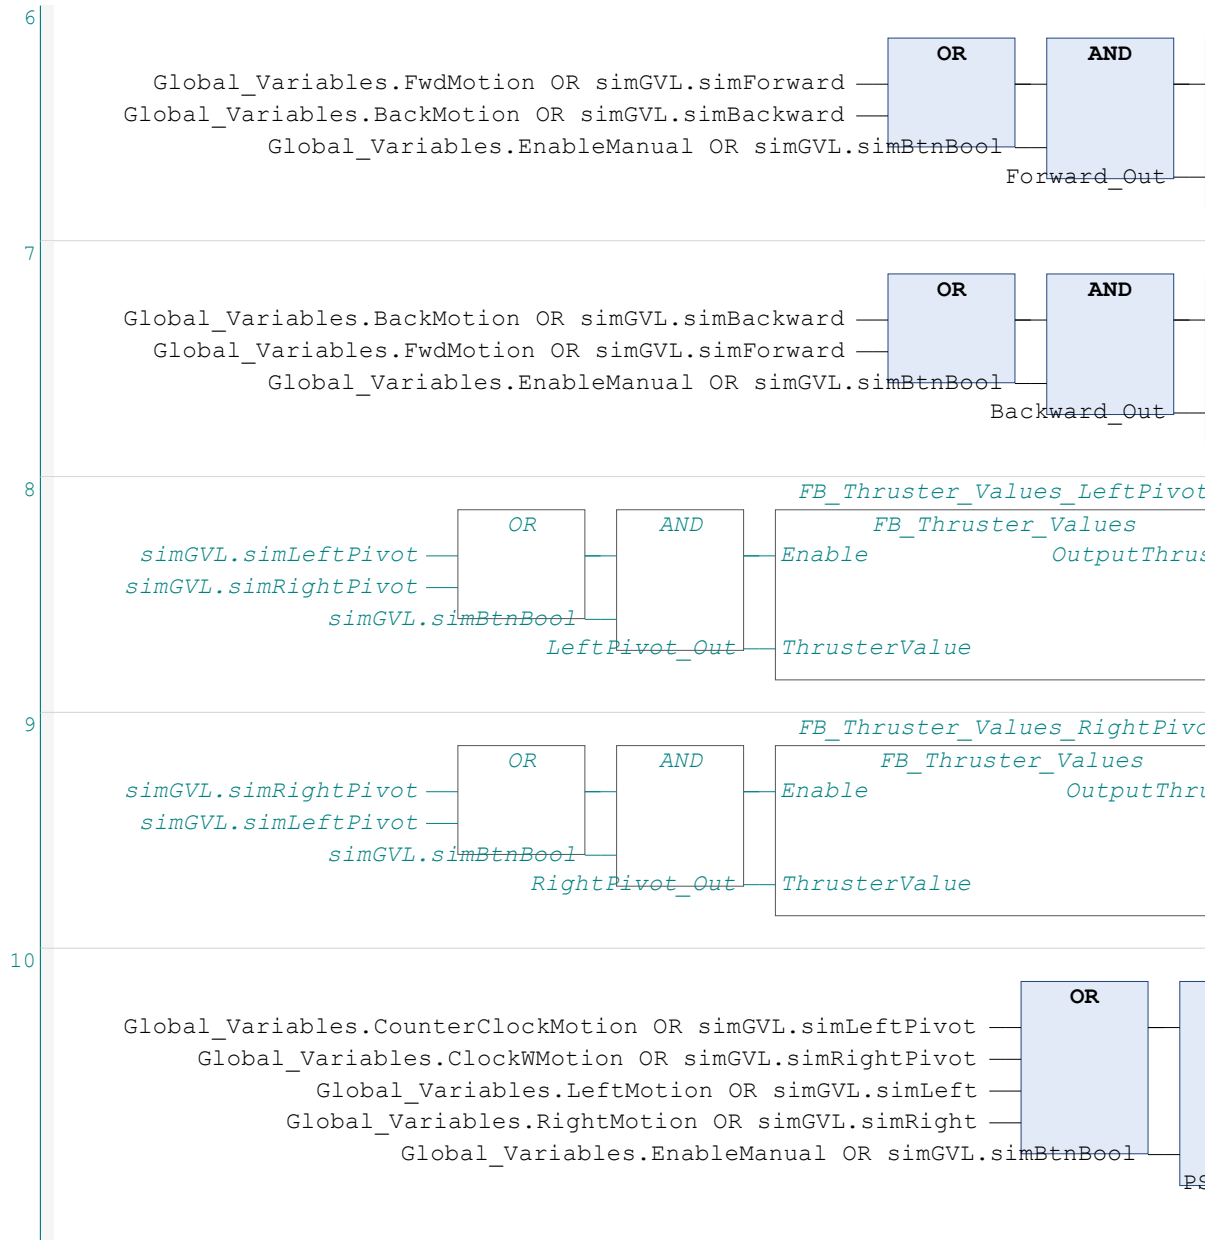 6
OR AND
Global_Variables.FwdMotion OR simGVL.simForward
Global_Variables.BackMotion OR simGVL.simBackward
Global_Variables.EnableManual OR simGVL.simBtnBool
Forward_Out
7
OR AND
Global_Variables.BackMotion OR simGVL.simBackward
Global_Variables.FwdMotion OR simGVL.simForward
Global_Variables.EnableManual OR simGVL.simBtnBool
Backward_Out
8
FB_Thruster_Values_LeftPivot
OR AND FB_Thruster_Values
simGVL.simLeftPivot Enable OutputThrus
simGVL.simRightPivot
simGVL.simBtnBool
LeftPivot_Out ThrusterValue
9
FB_Thruster_Values_RightPivo
OR AND FB_Thruster_Values
simGVL.simRightPivot Enable OutputThru
simGVL.simLeftPivot
simGVL.simBtnBool
RightPivot_Out ThrusterValue
10
OR
Global_Variables.CounterClockMotion OR simGVL.simLeftPivot
Global_Variables.ClockWMotion OR simGVL.simRightPivot
Global_Variables.LeftMotion OR simGVL.simLeft
Global_Variables.RightMotion OR simGVL.simRight
Global_Variables.EnableManual OR simGVL.simBtnBool
PS